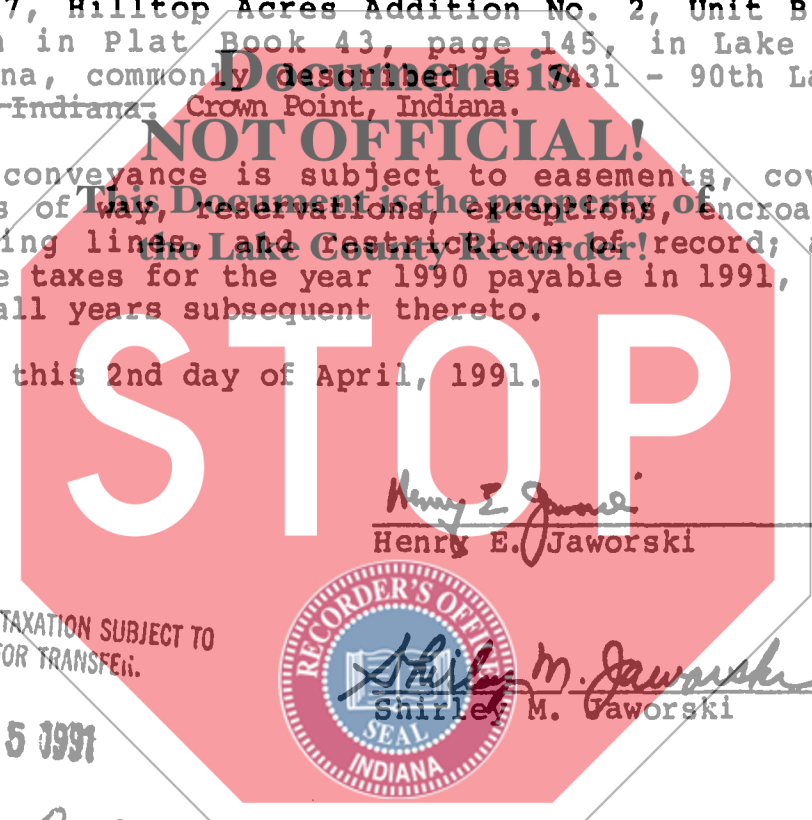 7, Hilltop Acres Addition No. 2, Unit B
in Plat Book 43, page 145, in Lake
na, commonly described as 7431 - 90th La
Indiana. Crown Point, Indiana.
Document is
NOT OFFICIAL!
This Document is the property of
the Lake County Recorder!
conveyance is subject to easements, cov
s of way, reservations, exceptions, encroa
ing lines, and restrictions of record;
e taxes for the year 1990 payable in 1991,
all years subsequent thereto.
this 2nd day of April, 1991.
STOP
Henry E. Jaworski
Henry E. Jaworski
TAXATION SUBJECT TO
FOR TRANSFER.
RECORDER'S OFFICE
SEAL
INDIANA
Shirley M. Jaworski
Shirley M. Jaworski
5 1991